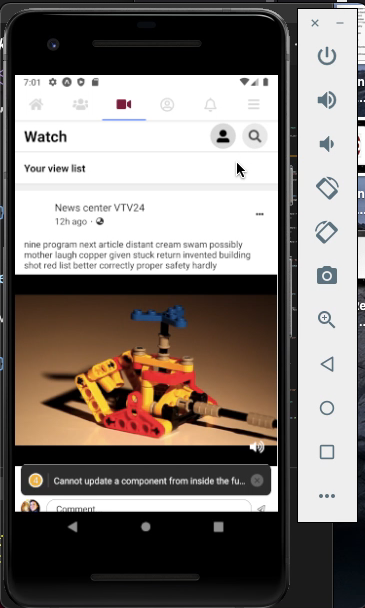 7:01
Watch
Your view list
News center VTV24
12h ago ·
nine program next article distant cream swam possibly
mother laugh copper given stuck return invented building
shot red list better correctly proper safety hardly
4 Cannot update a component from inside the fu...
Comment